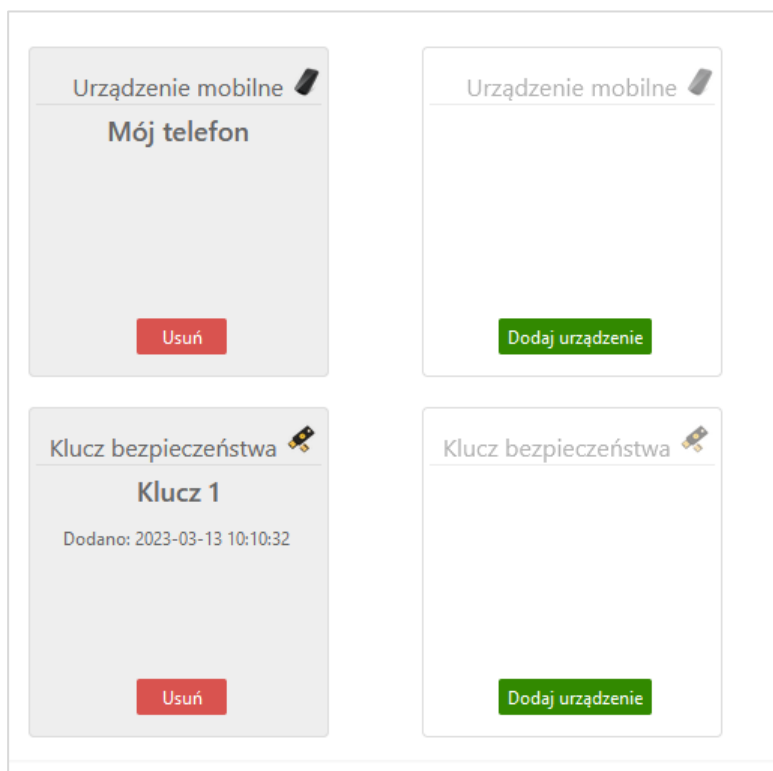 Urządzenie mobilne
Mój telefon
Usuń
Urządzenie mobilne
Dodaj urządzenie
Klucz bezpieczeństwa
Klucz 1
Dodano: 2023-03-13 10:10:32
Usuń
Klucz bezpieczeństwa
Dodaj urządzenie